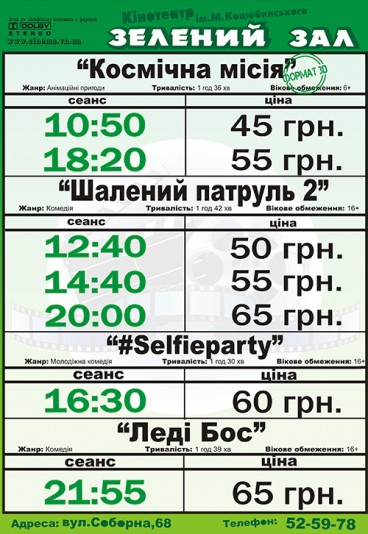 Кінотеатр ім.М.Коцюбинського
DOLBY
STEREO
www.cinema.vn.ua
ЗЕЛЕНИЙ ЗАЛ
“Космічна місія”
ФОРМАТ 3D
Жанр: Анімаційні пригоди Тривалість: 1 год 36 хв Вікове обмеження: 6+
сеанс ціна
10:50 45 грн.
18:20 55 грн.
“Шалений патруль 2”
Жанр: Комедія Тривалість: 1 год 42 хв Вікове обмеження: 16+
сеанс ціна
12:40 50 грн.
14:40 55 грн.
20:00 65 грн.
“#Selfieparty”
Жанр: Молодіжна комедія Тривалість: 1 год 30 хв Вікове обмеження: 16+
сеанс ціна
16:30 60 грн.
“Леді Бос”
Жанр: Комедія Тривалість: 1 год 39 хв Вікове обмеження: 16+
сеанс ціна
21:55 65 грн.
Адреса: вул.Соборна,68 Телефон: 52-59-78